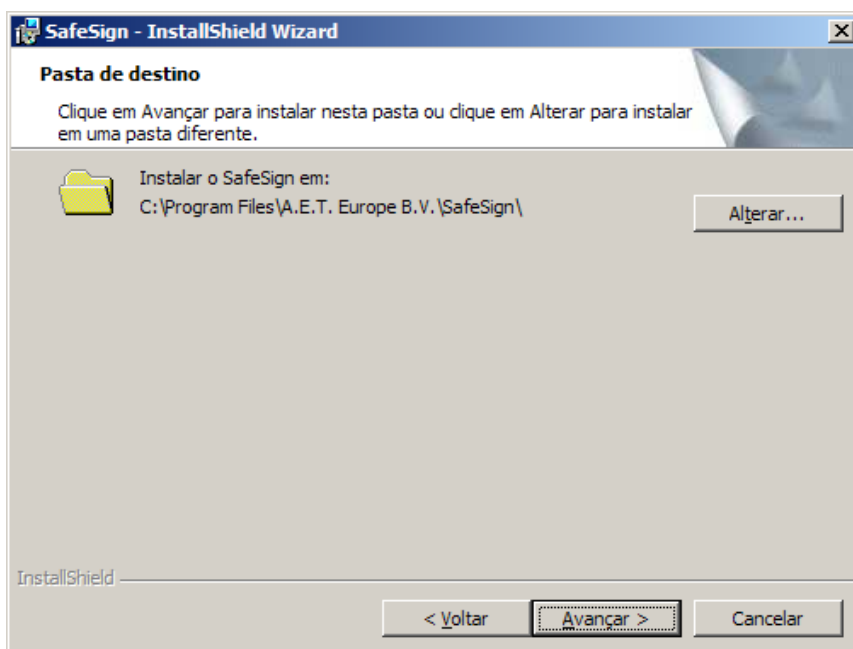 SafeSign - InstallShield Wizard
Pasta de destino
Clique em Avançar para instalar nesta pasta ou clique em Alterar para instalar
em uma pasta diferente.
Instalar o SafeSign em:
C:\Program Files\A.E.T. Europe B.V.\SafeSign\
Alterar...
InstallShield
< Voltar
Avançar >
Cancelar